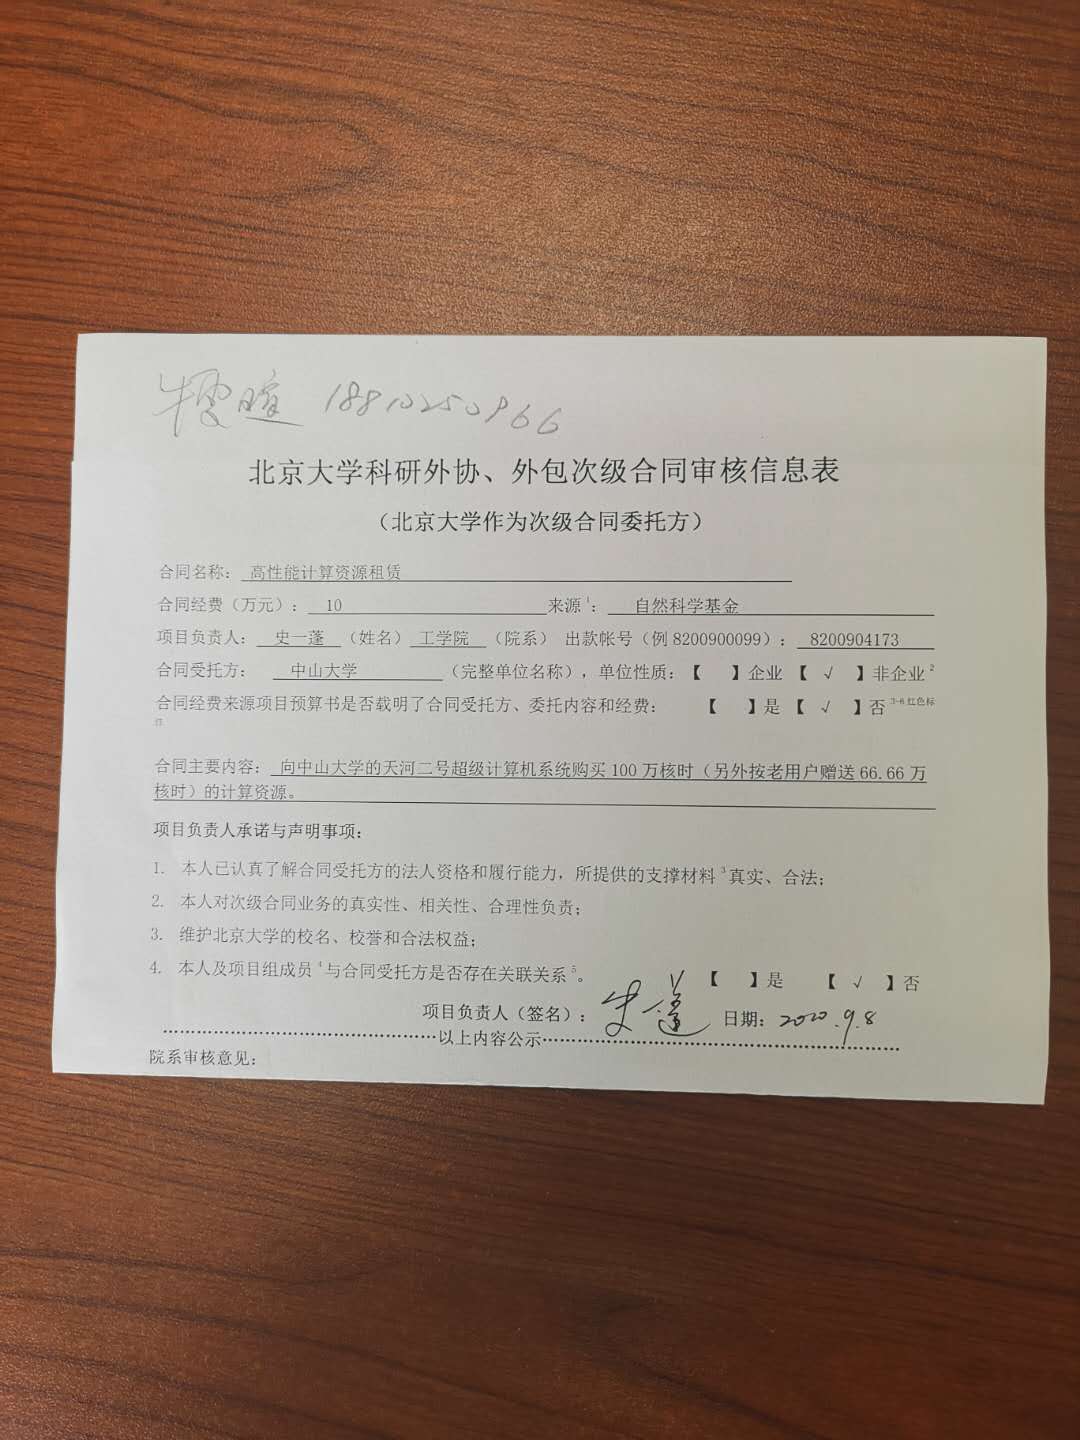 牛雯暄 18810250966
北京大学科研外协、外包次级合同审核信息表
（北京大学作为次级合同委托方）
合同名称： 高性能计算资源租赁
合同经费（万元）： 10 来源1： 自然科学基金
项目负责人： 史一蓬 （姓名） 工学院 （院系） 出款帐号（例8200900099）： 8200904173
合同受托方： 中山大学 （完整单位名称），单位性质：【 】企业 【 √ 】非企业2
合同经费来源项目预算书是否载明了合同受托方、委托内容和经费： 【 】是 【 √ 】否 3-6红色标
合同主要内容： 向中山大学的天河二号超级计算机系统购买100万核时（另外按老用户赠送66.66万
核时）的计算资源。
项目负责人承诺与声明事项：
1. 本人已认真了解合同受托方的法人资格和履行能力，所提供的支撑材料3真实、合法；
2. 本人对次级合同业务的真实性、相关性、合理性负责；
3. 维护北京大学的校名、校誉和合法权益；
4. 本人及项目组成员4与合同受托方是否存在关联关系5。 【 】是 【 √ 】否
项目负责人（签名）： 史一蓬 日期： 2020.9.8
………………………………………以上内容公示………………………………………
院系审核意见：